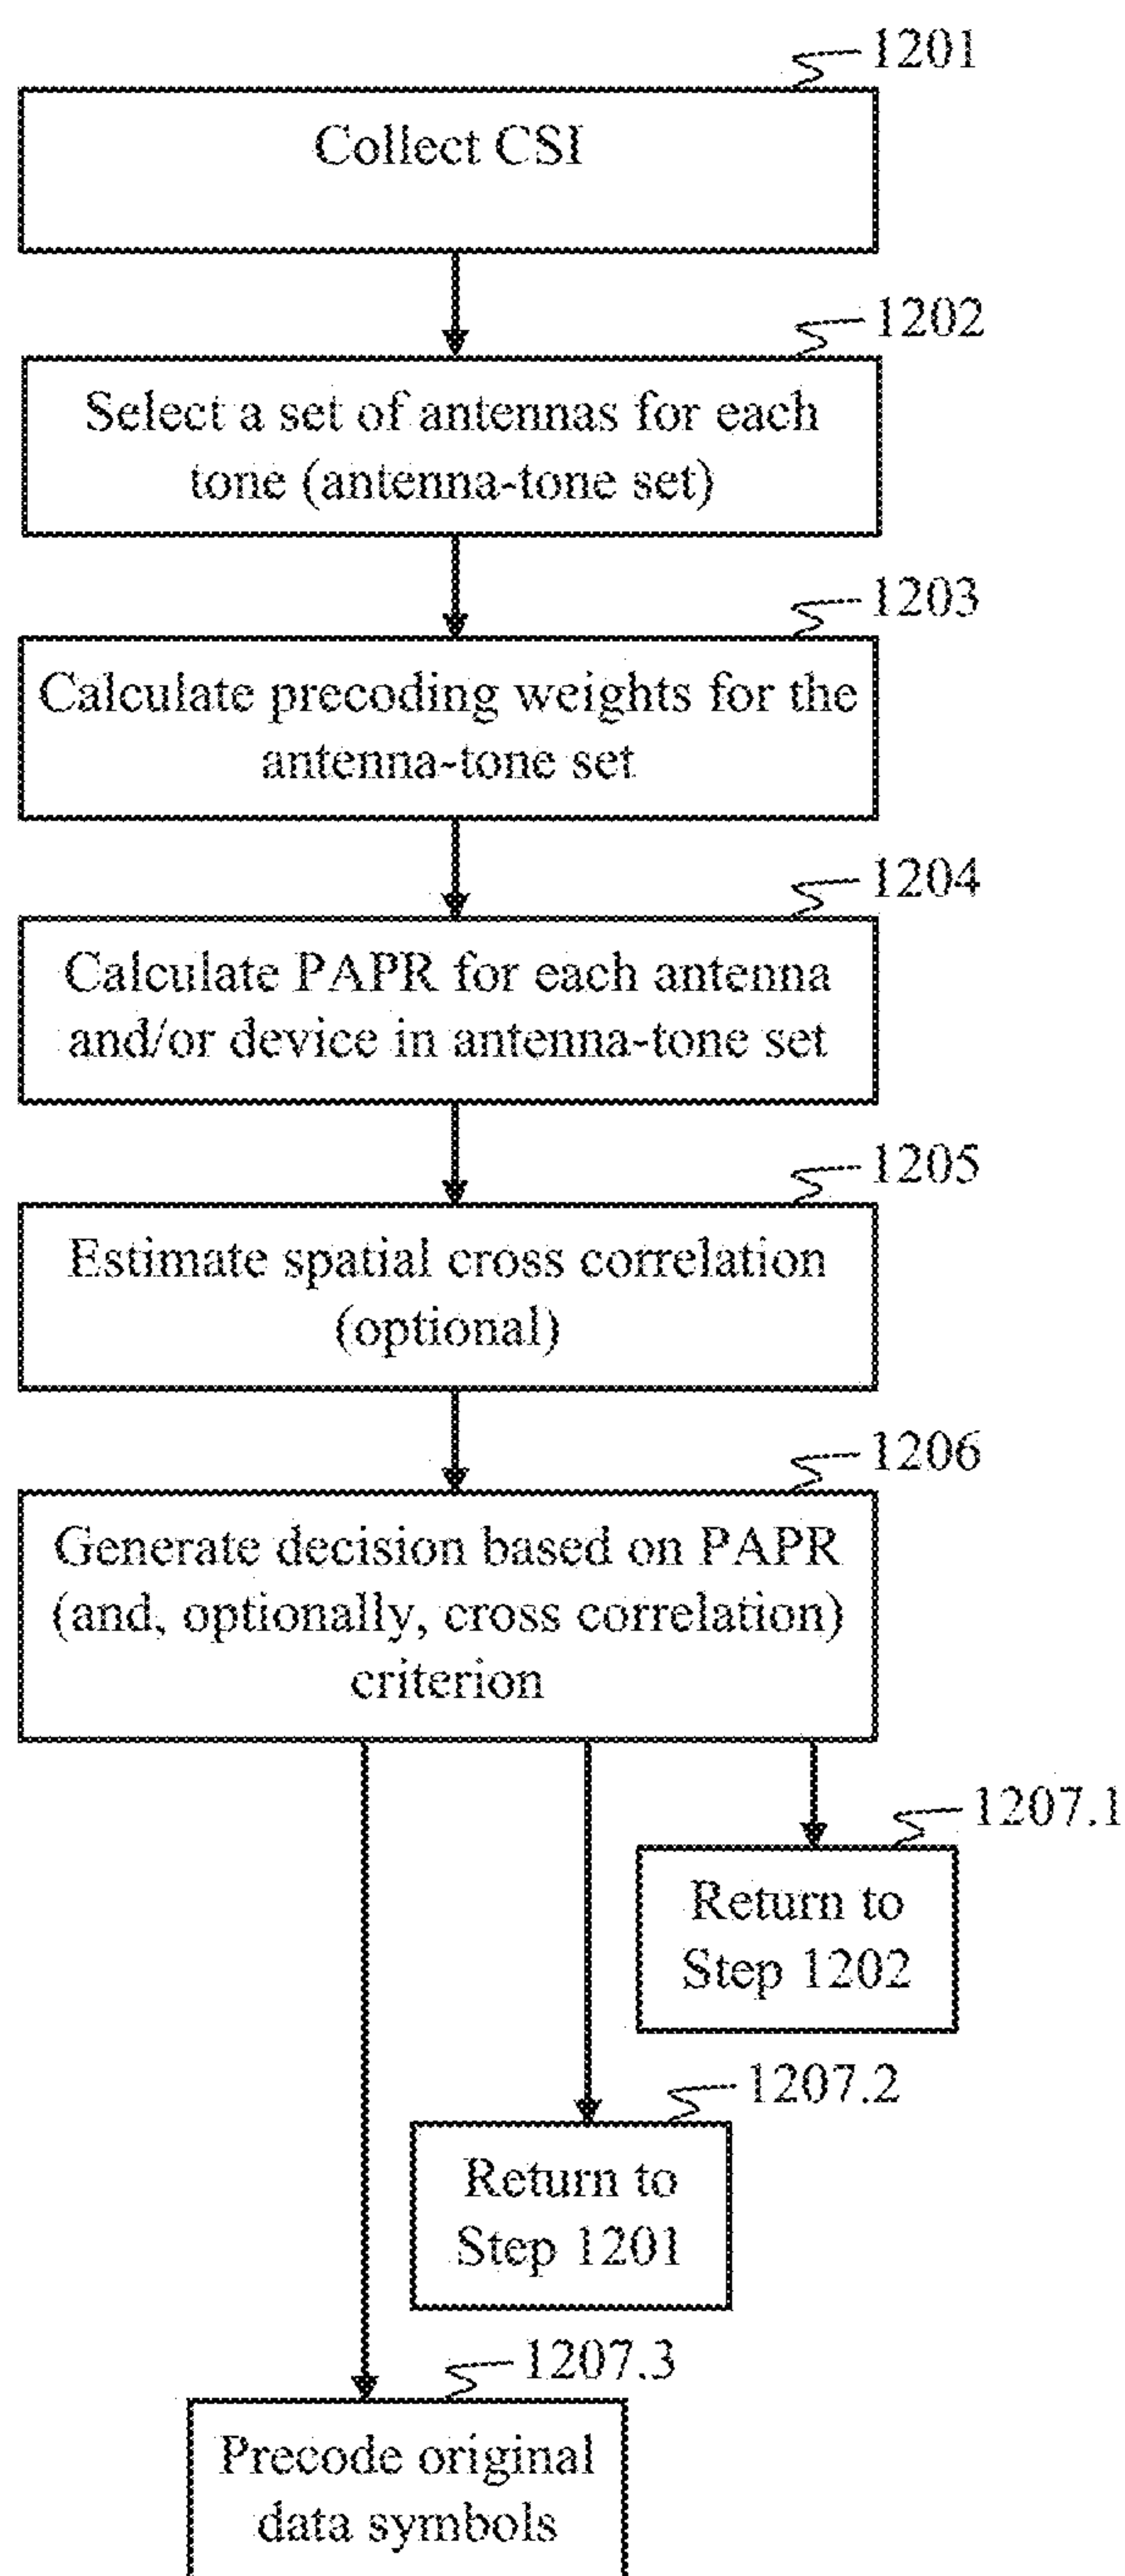 1201
Collect CSI
1202
Select a set of antennas for each
tone (antenna-tone set)
1203
Calculate precoding weights for the
antenna-tone set
1204
Calculate PAPR for each antenna
and/or device in antenna-tone set
1205
Estimate spatial cross correlation
(optional)
1206
Generate decision based on PAPR
(and, optionally, cross correlation)
criterion
1207.1
Return to
Step 1202
1207.2
Return to
Step 1201
1207.3
Precode original
data symbols